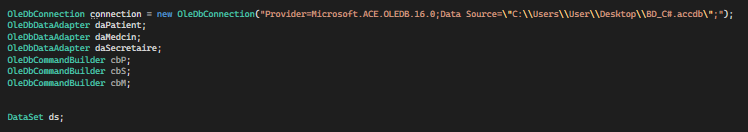 OleDbConnection connection = new OleDbConnection("Provider=Microsoft.ACE.OLEDB.16.0;Data Source=\"C:\\Users\\User\\Desktop\\BD_C#.accdb\";");
OleDbDataAdapter daPatient;
OleDbDataAdapter daMedcin;
OleDbDataAdapter daSecretaire;
OleDbCommandBuilder cbP;
OleDbCommandBuilder cbS;
OleDbCommandBuilder cbM;
DataSet ds;